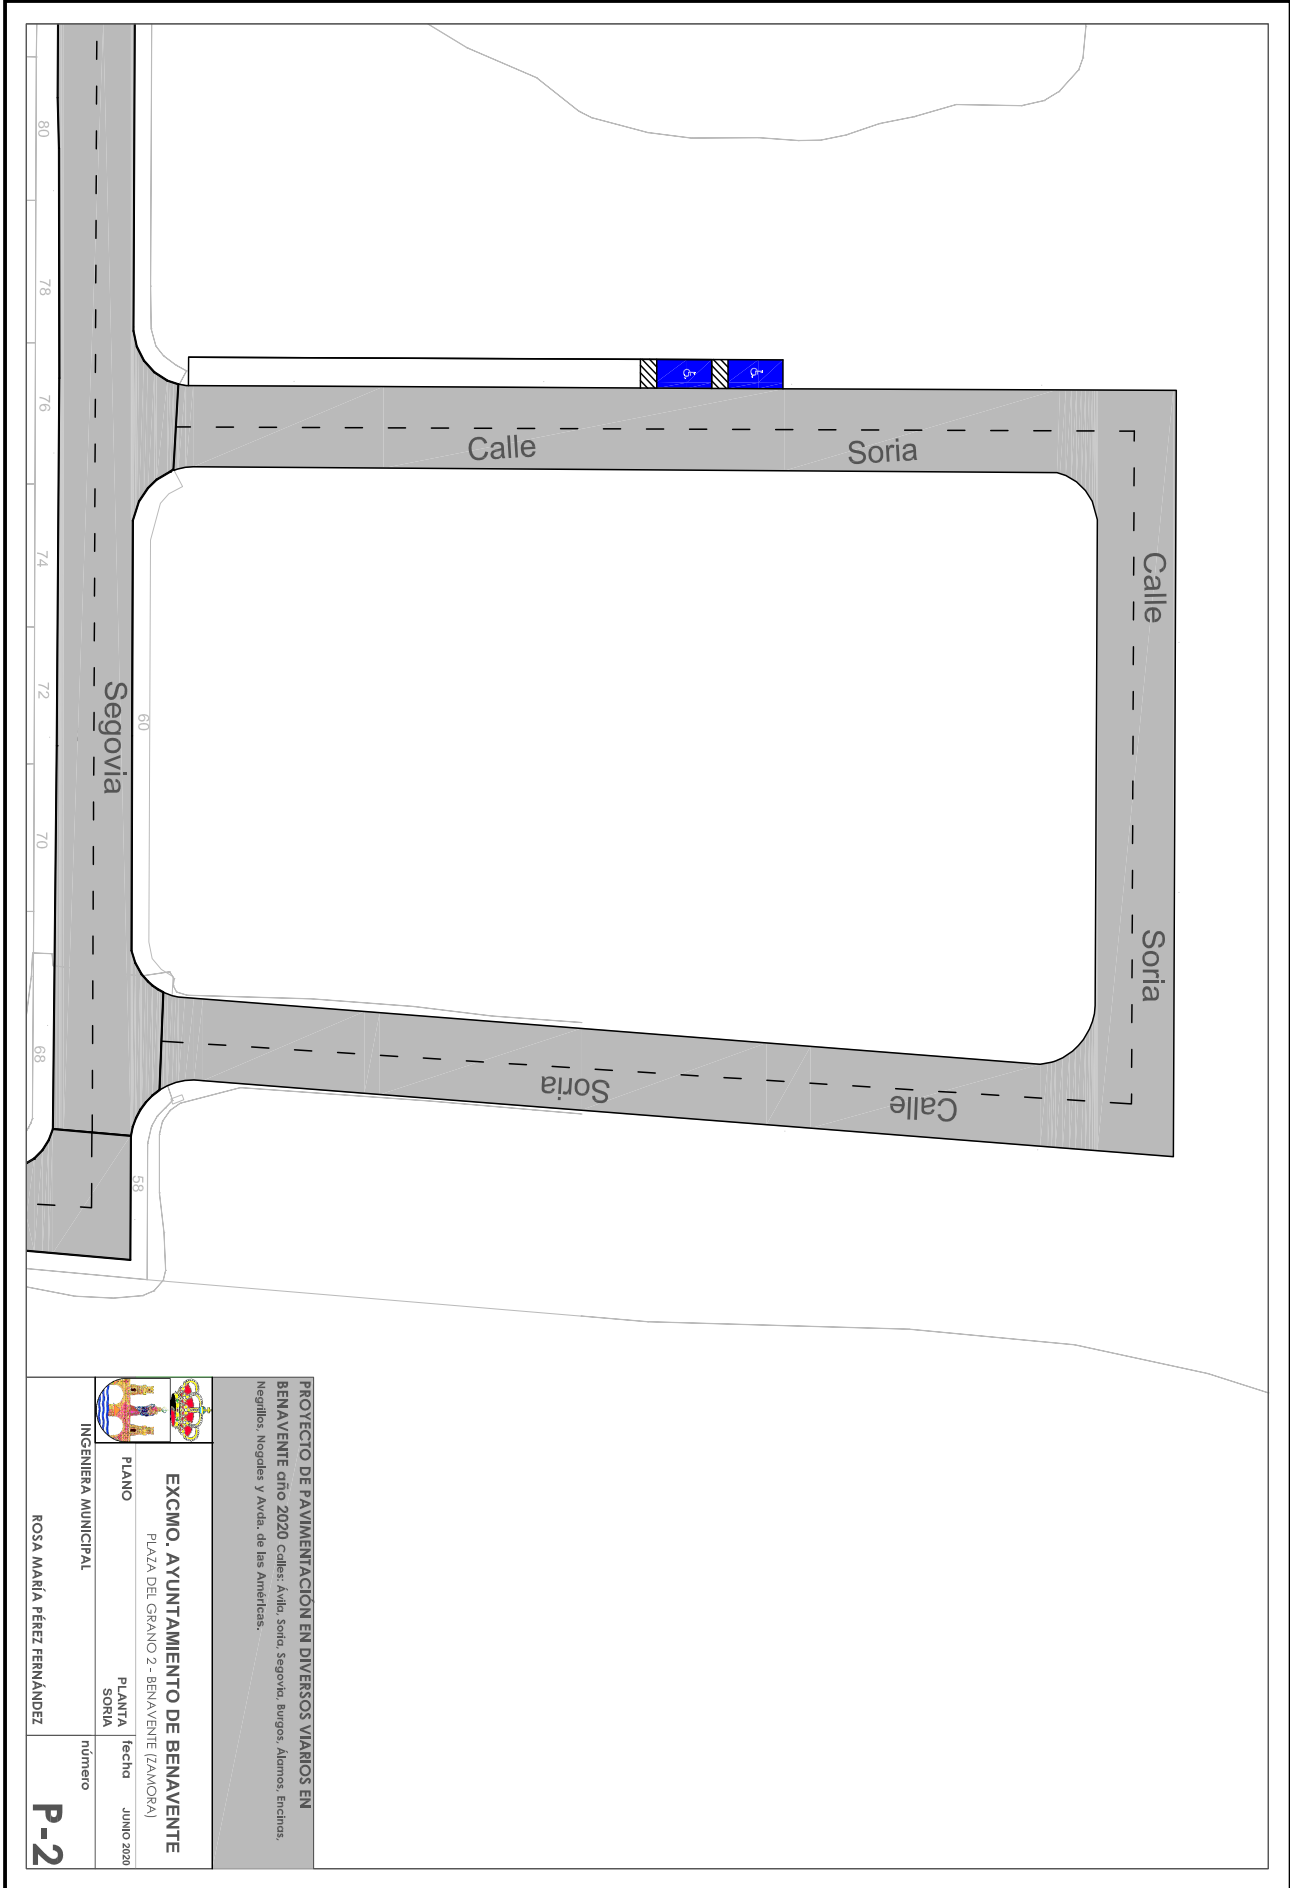 80
78
76
74
72
70
68
60
58
Segovia
Calle Soria
Calle Soria
Calle Soria
PROYECTO DE PAVIMENTACIÓN EN DIVERSOS VIARIOS EN
BENAVENTE año 2020 Calles: Ávila, Soria, Segovia, Burgos, Álamos, Encinas,
Negrillos, Nogales y Avda. de las Américas.
EXCMO. AYUNTAMIENTO DE BENAVENTE
PLAZA DEL GRANO 2 - BENAVENTE (ZAMORA)
PLANO
PLANTA
SORIA
fecha JUNIO 2020
INGENIERA MUNICIPAL
ROSA MARÍA PÉREZ FERNÁNDEZ
número
P-2